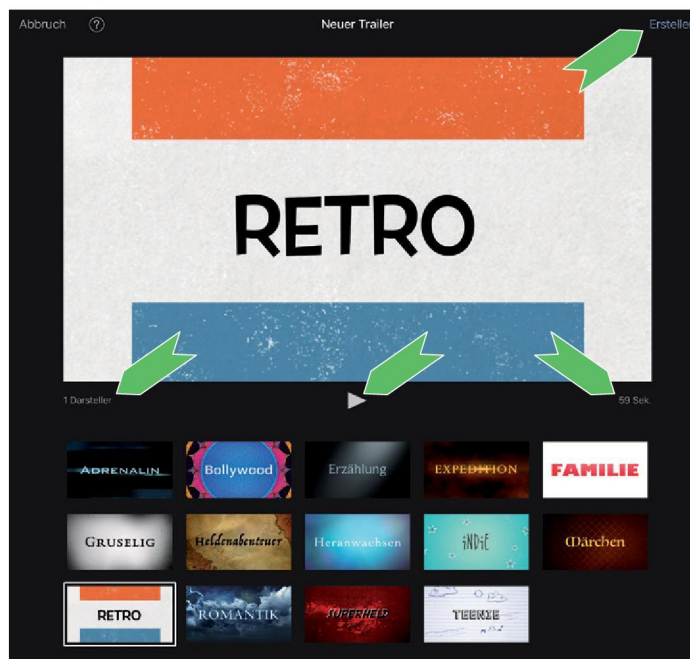 Abbruch ? Neuer Trailer Erstellen
RETRO
1 Darsteller 59 Sek.
ADRENALIN Bollywood Erzählung EXPEDITION FAMILIE
GRUSELIG Heldenabenteuer Heranwachsen iNDiE Märchen
RETRO ROMANTIK SUPERHELD TEENIE